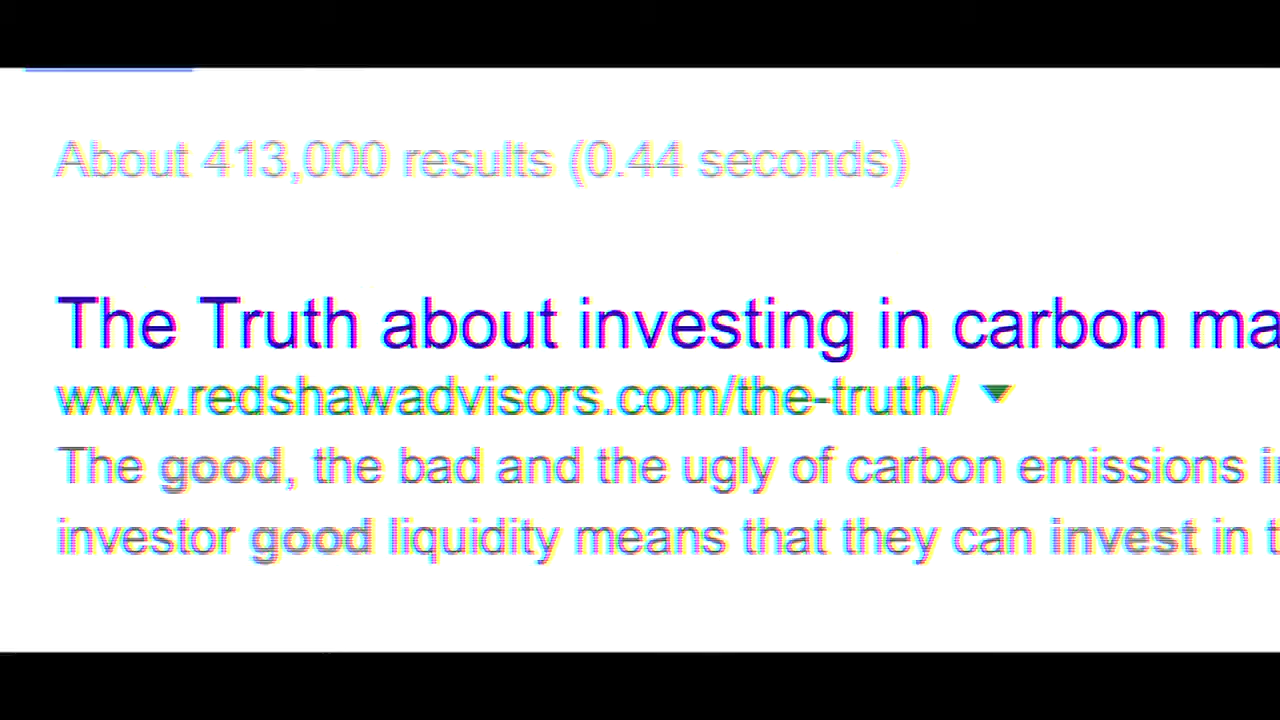 About 413,000 results (0.44 seconds)
The Truth about investing in carbon ma
www.redshawadvisors.com/the-truth/
The good, the bad and the ugly of carbon emissions in
investor good liquidity means that they can invest in t